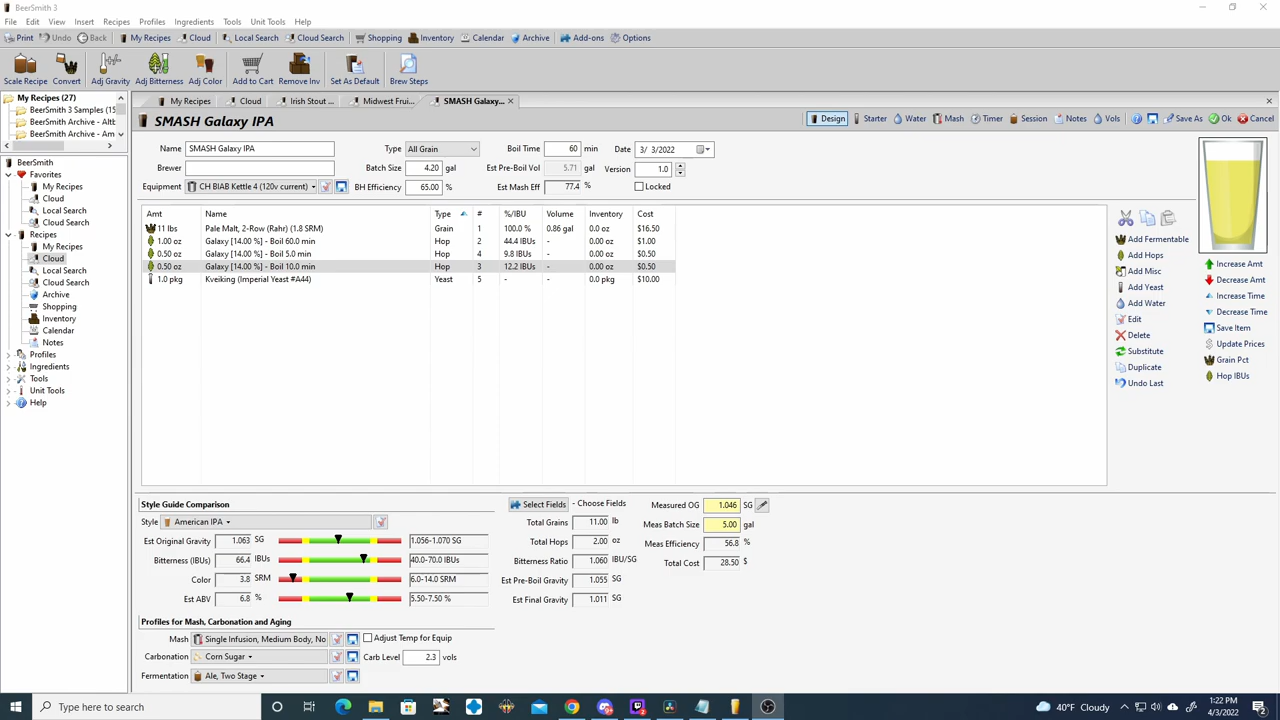 BeerSmith 3
File Edit View Insert Recipes Profiles Ingredients Tools Unit Tools Help
Print Undo Back My Recipes Cloud Local Search Cloud Search Shopping Inventory Calendar Archive Add-ons Options
Scale Recipe Convert Adj Gravity Adj Bitterness Adj Color Add to Cart Remove Inv Set As Default Brew Steps
My Recipes (27)
BeerSmith 3 Samples (15
BeerSmith Archive - Altb
BeerSmith Archive - Am
BeerSmith
Favorites
My Recipes
Cloud
Local Search
Cloud Search
Recipes
My Recipes
Cloud
Local Search
Cloud Search
Archive
Shopping
Inventory
Calendar
Notes
Profiles
Ingredients
Tools
Unit Tools
Help
My Recipes Cloud Irish Stout ... Midwest Frui... SMASH Galaxy... ×
SMASH Galaxy IPA
Design Starter Water Mash Timer Session Notes Vols Save As Ok Cancel
Name SMASH Galaxy IPA Type All Grain Boil Time 60 min Date 3/ 3/2022
Brewer Batch Size 4.20 gal Est Pre-Boil Vol 5.71 gal Version 1.0
Equipment CH BIAB Kettle 4 (120v current) BH Efficiency 65.00 % Est Mash Eff 77.4 % Locked
Amt Name Type # %/IBU Volume Inventory Cost
11 lbs Pale Malt, 2-Row (Rahr) (1.8 SRM) Grain 1 100.0 % 0.86 gal 0.0 oz $16.50
1.00 oz Galaxy [14.00 %] - Boil 60.0 min Hop 2 44.4 IBUs - 0.00 oz $1.00
0.50 oz Galaxy [14.00 %] - Boil 5.0 min Hop 4 9.8 IBUs - 0.00 oz $0.50
0.50 oz Galaxy [14.00 %] - Boil 10.0 min Hop 3 12.2 IBUs - 0.00 oz $0.50
1.0 pkg Kveiking (Imperial Yeast #A44) Yeast 5 - - 0.0 pkg $10.00
Add Fermentable
Add Hops
Add Misc
Add Yeast
Add Water
Edit
Delete
Substitute
Duplicate
Undo Last
Increase Amt
Decrease Amt
Increase Time
Decrease Time
Save Item
Update Prices
Grain Pct
Hop IBUs
Style Guide Comparison
Style American IPA
Est Original Gravity 1.063 SG 1.056-1.070 SG
Bitterness (IBUs) 66.4 IBUs 40.0-70.0 IBUs
Color 3.8 SRM 6.0-14.0 SRM
Est ABV 6.8 % 5.50-7.50 %
Select Fields - Choose Fields
Total Grains 11.00 lb
Total Hops 2.00 oz
Bitterness Ratio 1.060 IBU/SG
Est Pre-Boil Gravity 1.055 SG
Est Final Gravity 1.011 SG
Measured OG 1.046 SG
Meas Batch Size 5.00 gal
Meas Efficiency 56.8 %
Total Cost 28.50 $
Profiles for Mash, Carbonation and Aging
Mash Single Infusion, Medium Body, No Adjust Temp for Equip
Carbonation Corn Sugar Carb Level 2.3 vols
Fermentation Ale, Two Stage
Type here to search
40°F Cloudy
1:22 PM
4/3/2022